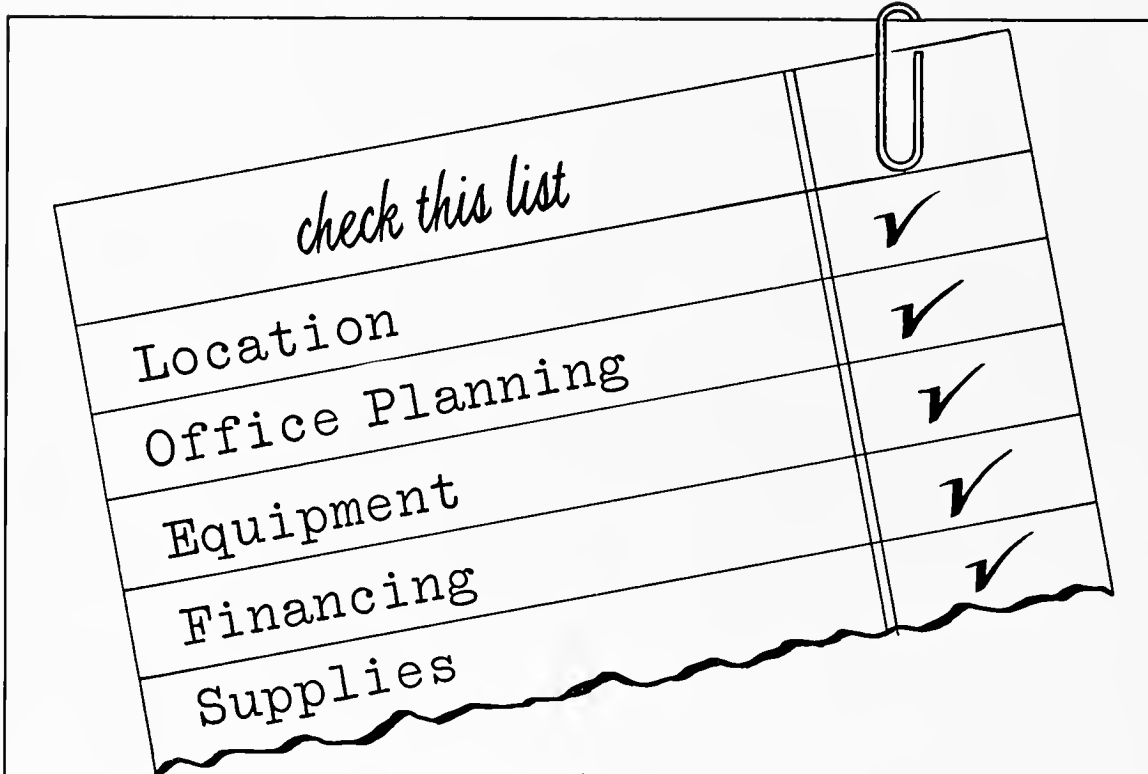 check this list
Location
Office Planning
Equipment
Financing
Supplies